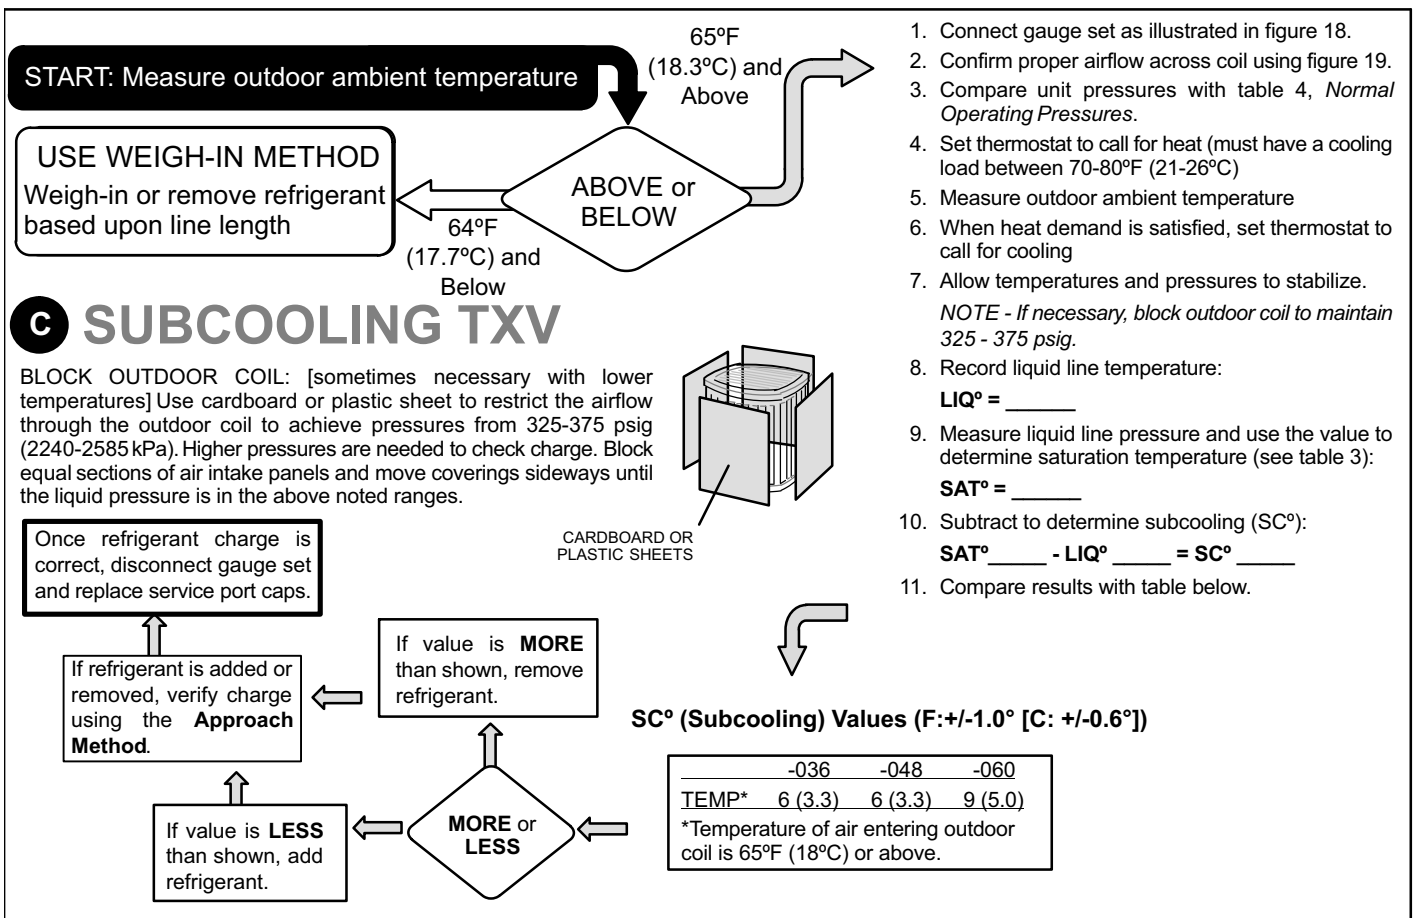 START: Measure outdoor ambient temperature
65ºF
(18.3ºC) and
Above
ABOVE or
BELOW
64ºF
(17.7ºC) and
Below
USE WEIGH-IN METHOD
Weigh-in or remove refrigerant
based upon line length
C SUBCOOLING TXV
BLOCK OUTDOOR COIL: [sometimes necessary with lower
temperatures] Use cardboard or plastic sheet to restrict the airflow
through the outdoor coil to achieve pressures from 325-375 psig
(2240-2585 kPa). Higher pressures are needed to check charge. Block
equal sections of air intake panels and move coverings sideways until
the liquid pressure is in the above noted ranges.
CARDBOARD OR
PLASTIC SHEETS
1. Connect gauge set as illustrated in figure 18.
2. Confirm proper airflow across coil using figure 19.
3. Compare unit pressures with table 4, Normal
Operating Pressures.
4. Set thermostat to call for heat (must have a cooling
load between 70-80ºF (21-26ºC)
5. Measure outdoor ambient temperature
6. When heat demand is satisfied, set thermostat to
call for cooling
7. Allow temperatures and pressures to stabilize.
NOTE - If necessary, block outdoor coil to maintain
325 - 375 psig.
8. Record liquid line temperature:
LIQº = ______
9. Measure liquid line pressure and use the value to
determine saturation temperature (see table 3):
SATº = ______
10. Subtract to determine subcooling (SCº):
SATº_____ - LIQº _____ = SCº _____
11. Compare results with table below.
SCº (Subcooling) Values (F:+/-1.0° [C: +/-0.6°])
-036 -048 -060
TEMP* 6 (3.3) 6 (3.3) 9 (5.0)
*Temperature of air entering outdoor
coil is 65ºF (18ºC) or above.
MORE or
LESS
If value is MORE
than shown, remove
refrigerant.
If value is LESS
than shown, add
refrigerant.
If refrigerant is added or
removed, verify charge
using the Approach
Method.
Once refrigerant charge is
correct, disconnect gauge set
and replace service port caps.